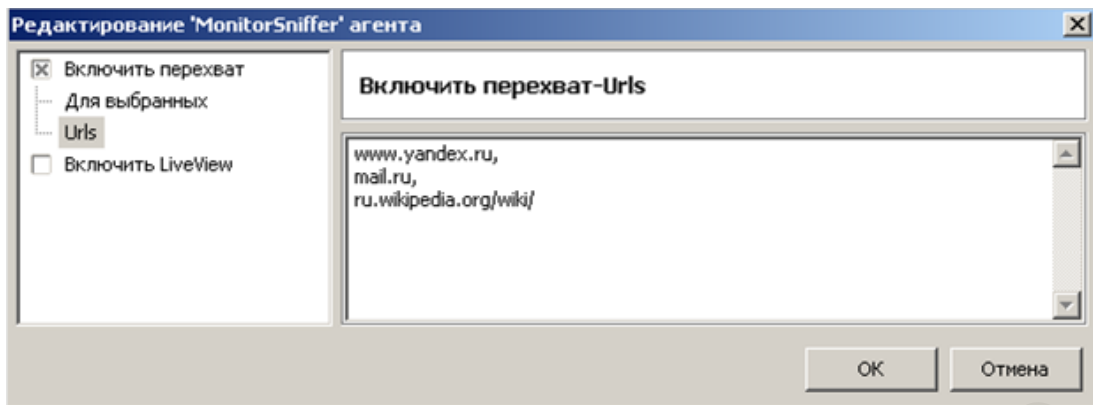 Редактирование 'MonitorSniffer' агента
Включить перехват
Для выбранных
Urls
Включить LiveView
Включить перехват-Urls
www.yandex.ru,
mail.ru,
ru.wikipedia.org/wiki/
ОК
Отмена